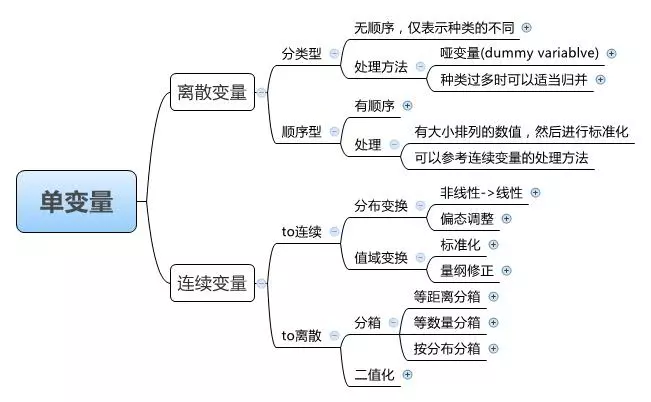 单变量
离散变量
分类型
无顺序，仅表示种类的不同
处理方法
哑变量(dummy variablve)
种类过多时可以适当归并
顺序型
有顺序
处理
有大小排列的数值，然后进行标准化
可以参考连续变量的处理方法
连续变量
to连续
分布变换
非线性->线性
偏态调整
值域变换
标准化
量纲修正
to离散
分箱
等距离分箱
等数量分箱
按分布分箱
二值化